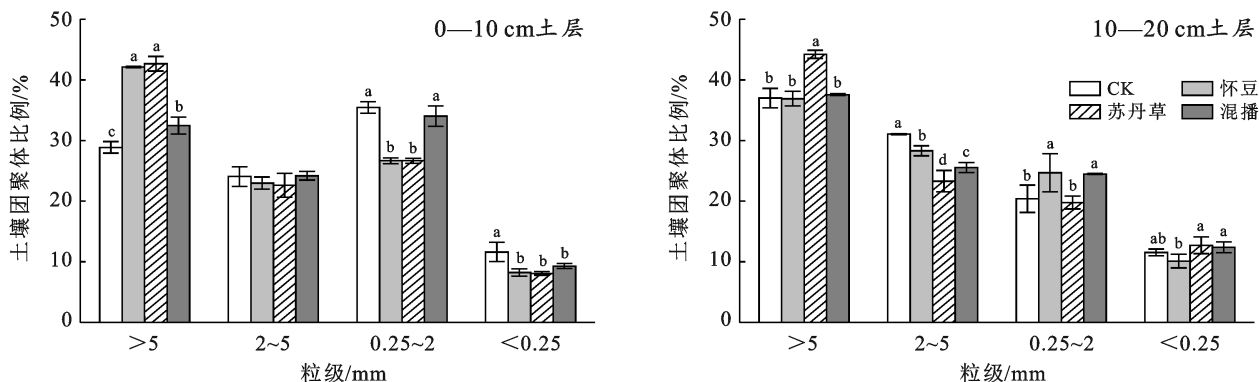 0—10 cm土层
土壤团聚体比例/%
50
40
30
20
10
0
c a a b
a b b a
a b b b
>5 2~5 0.25~2 <0.25
粒级/mm
10—20 cm土层
CK 怀豆
苏丹草 混播
土壤团聚体比例/%
50
40
30
20
10
0
b b a b
a b d c
b a b a
ab b a a
>5 2~5 0.25~2 <0.25
粒级/mm